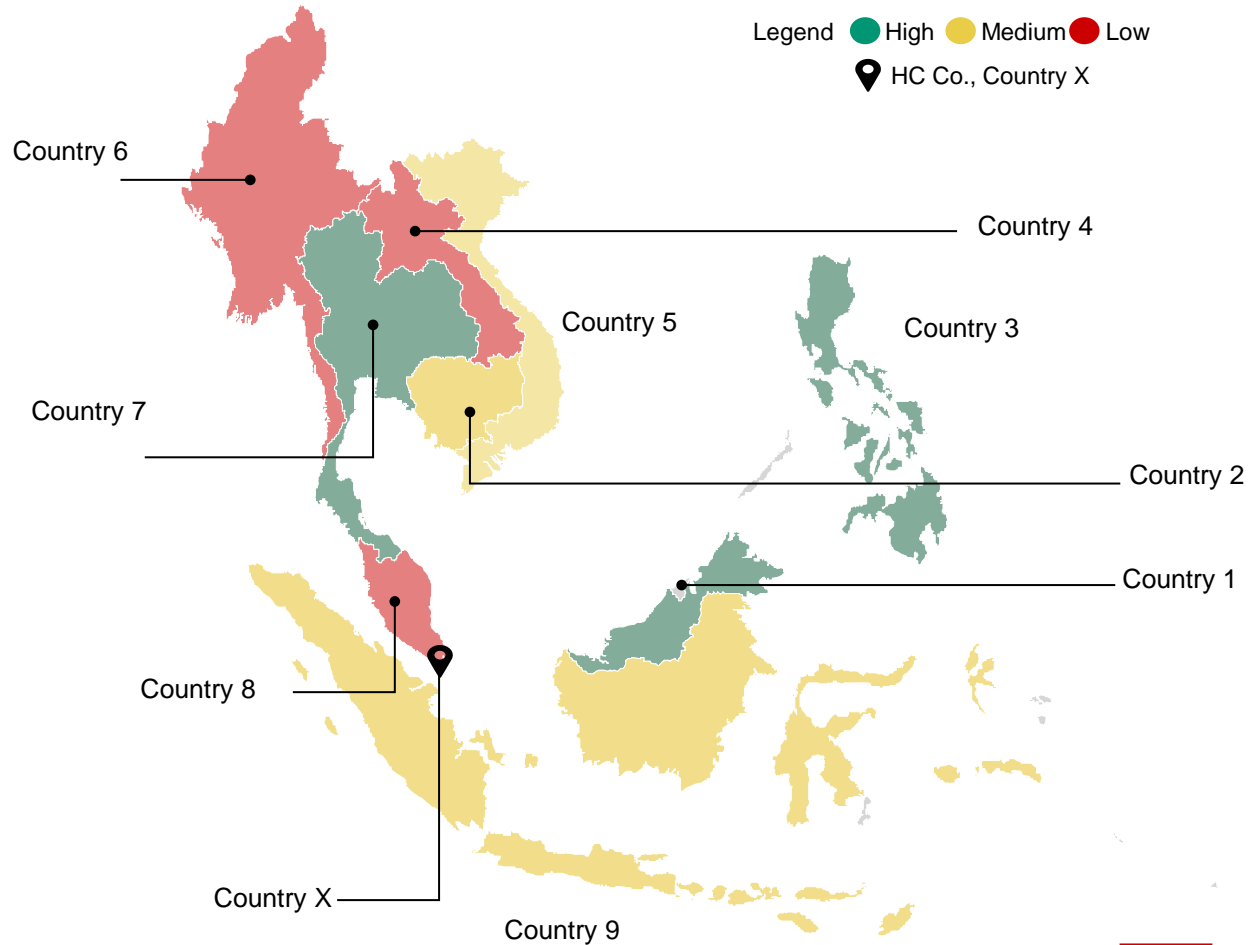 Legend High Medium Low
HC Co., Country X
Country 6
Country 4
Country 5
Country 3
Country 7
Country 2
Country 1
Country 8
Country X
Country 9